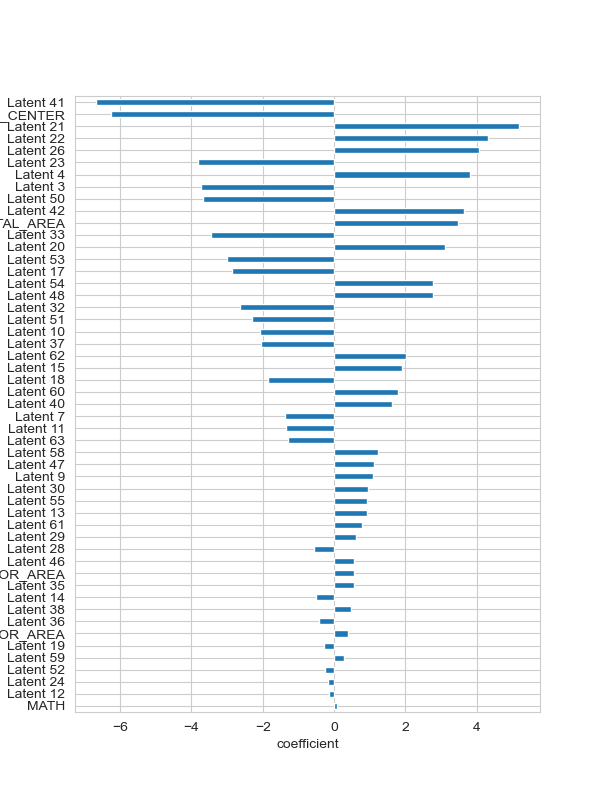 Latent 41
_CENTER
Latent 21
Latent 22
Latent 26
Latent 23
Latent 4
Latent 3
Latent 50
Latent 42
TAL_AREA
Latent 33
Latent 20
Latent 53
Latent 17
Latent 54
Latent 48
Latent 32
Latent 51
Latent 10
Latent 37
Latent 62
Latent 15
Latent 18
Latent 60
Latent 40
Latent 7
Latent 11
Latent 63
Latent 58
Latent 47
Latent 9
Latent 30
Latent 55
Latent 13
Latent 61
Latent 29
Latent 28
Latent 46
OR_AREA
Latent 35
Latent 14
Latent 38
Latent 36
OR_AREA
Latent 19
Latent 59
Latent 52
Latent 24
Latent 12
MATH
−6 −4 −2 0 2 4
coefficient